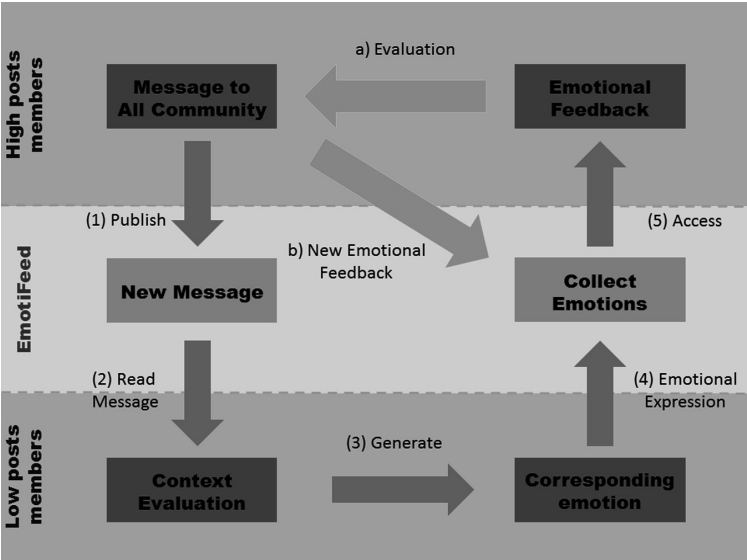 High posts
members
a) Evaluation
Message to
All Community
Emotional
Feedback
(1) Publish
(5) Access
b) New Emotional
Feedback
EmotiFeed
New Message
Collect
Emotions
(2) Read
Message
(4) Emotional
Expression
(3) Generate
Low posts
members
Context
Evaluation
Corresponding
emotion